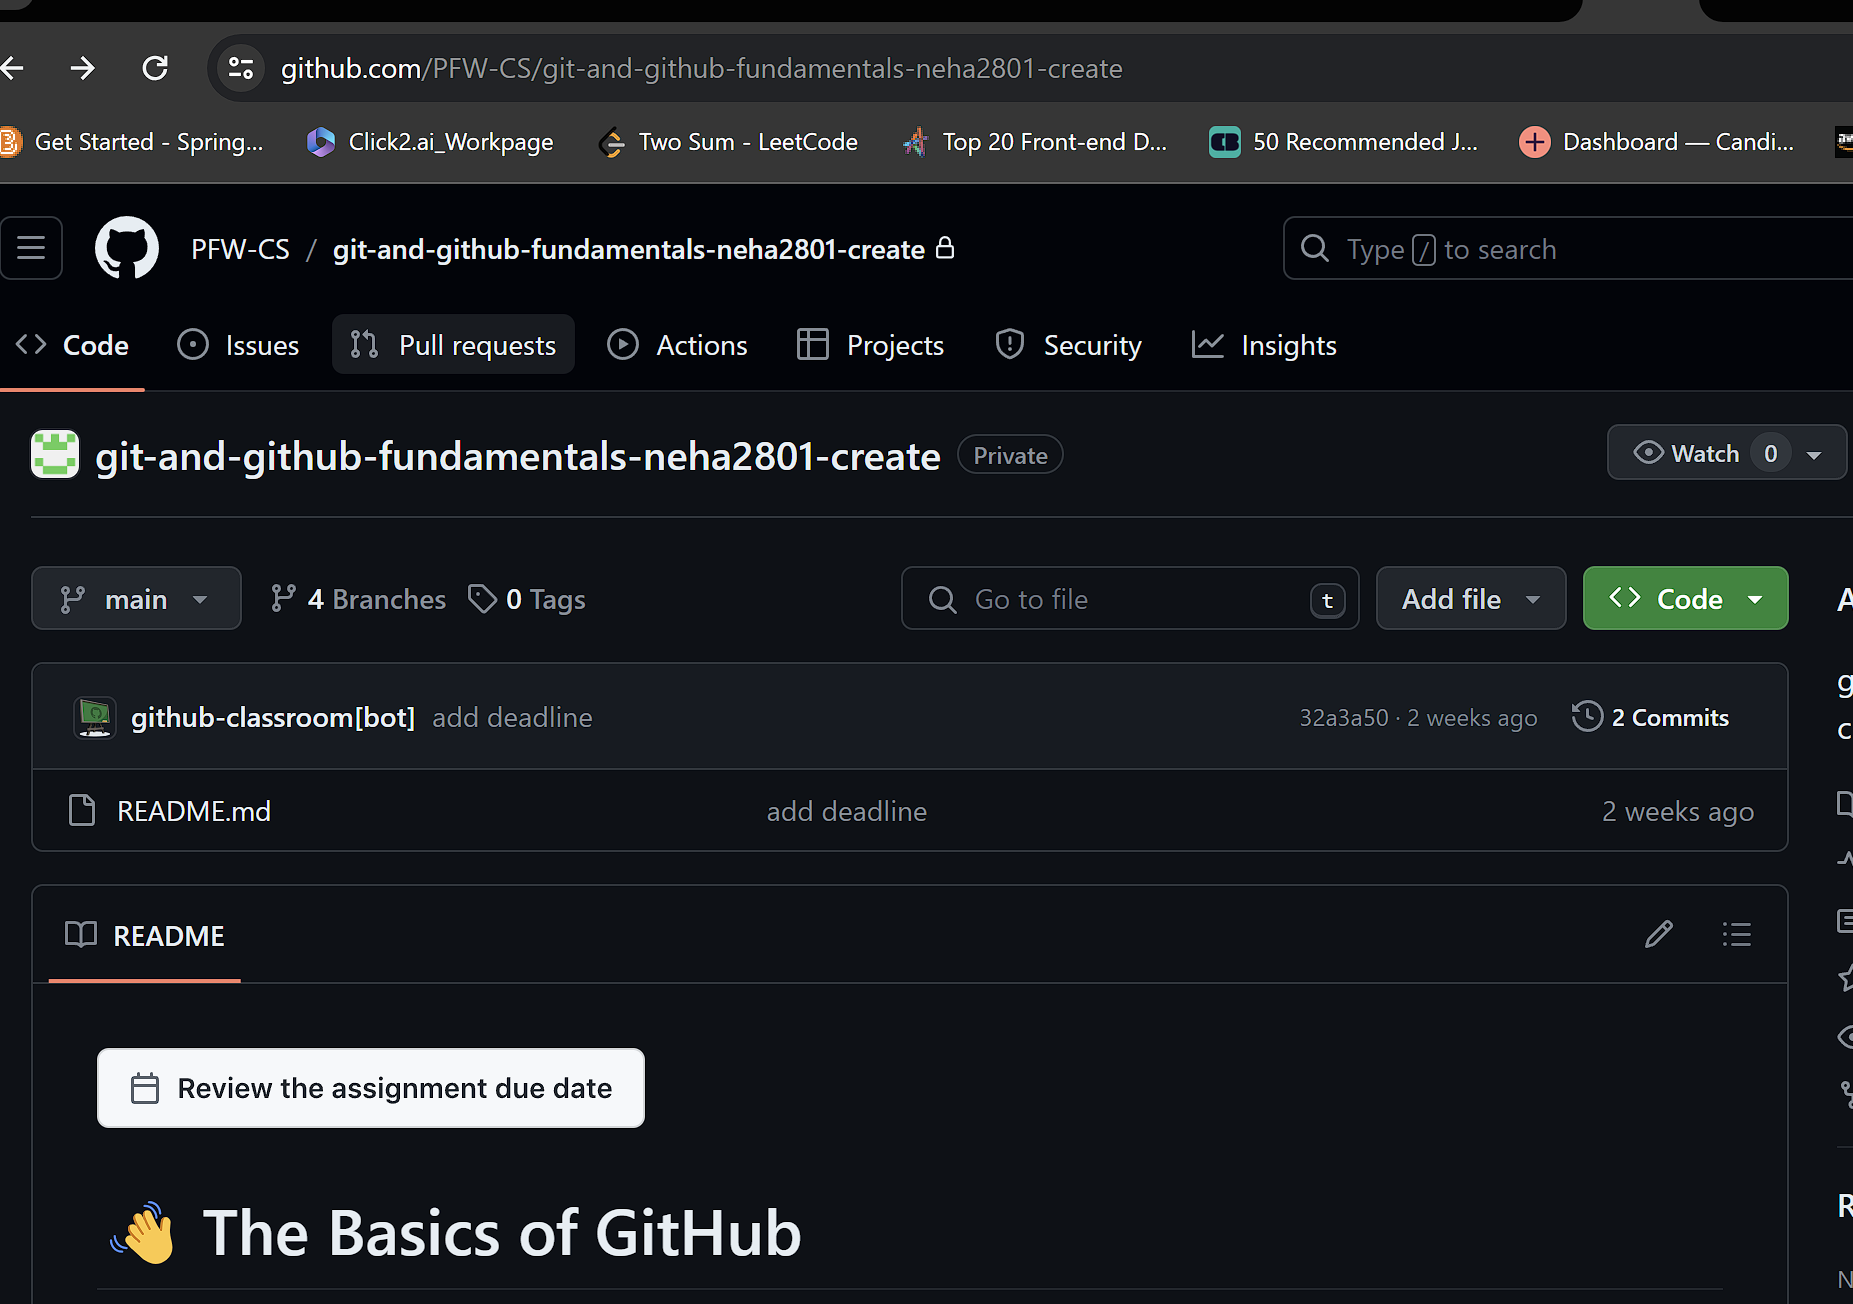 github.com/PFW-CS/git-and-github-fundamentals-neha2801-create
Get Started - Spring... Click2.ai_Workpage Two Sum - LeetCode Top 20 Front-end D... 50 Recommended J... Dashboard — Candi...
PFW-CS / git-and-github-fundamentals-neha2801-create Type / to search
Code Issues Pull requests Actions Projects Security Insights
git-and-github-fundamentals-neha2801-create Private Watch 0
main 4 Branches 0 Tags Go to file t Add file Code
github-classroom[bot] add deadline 32a3a50 · 2 weeks ago 2 Commits
README.md add deadline 2 weeks ago
README
Review the assignment due date
👋 The Basics of GitHub